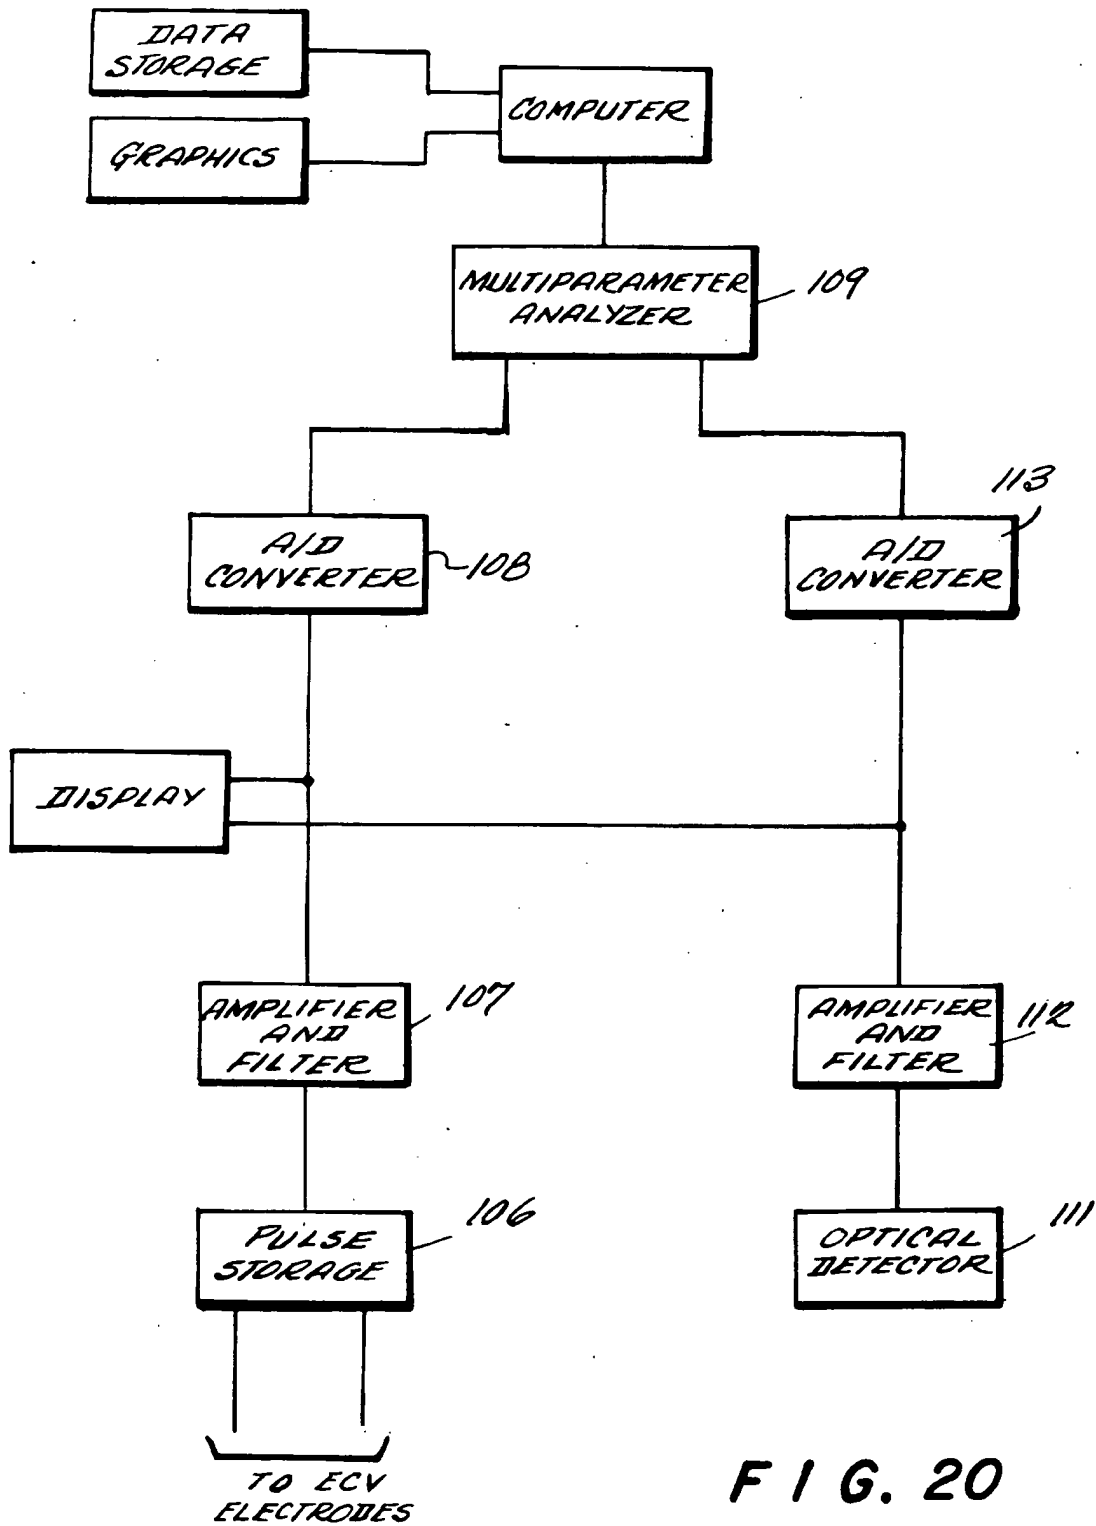 DATA
STORAGE
COMPUTER
GRAPHICS
MULTIPARAMETER
ANALYZER
109
113
A/D
CONVERTER
108
A/D
CONVERTER
DISPLAY
AMPLIFIER
AND
FILTER
107
AMPLIFIER
AND
FILTER
112
PULSE
STORAGE
106
OPTICAL
DETECTOR
111
TO ECV
ELECTRODES
FIG. 20